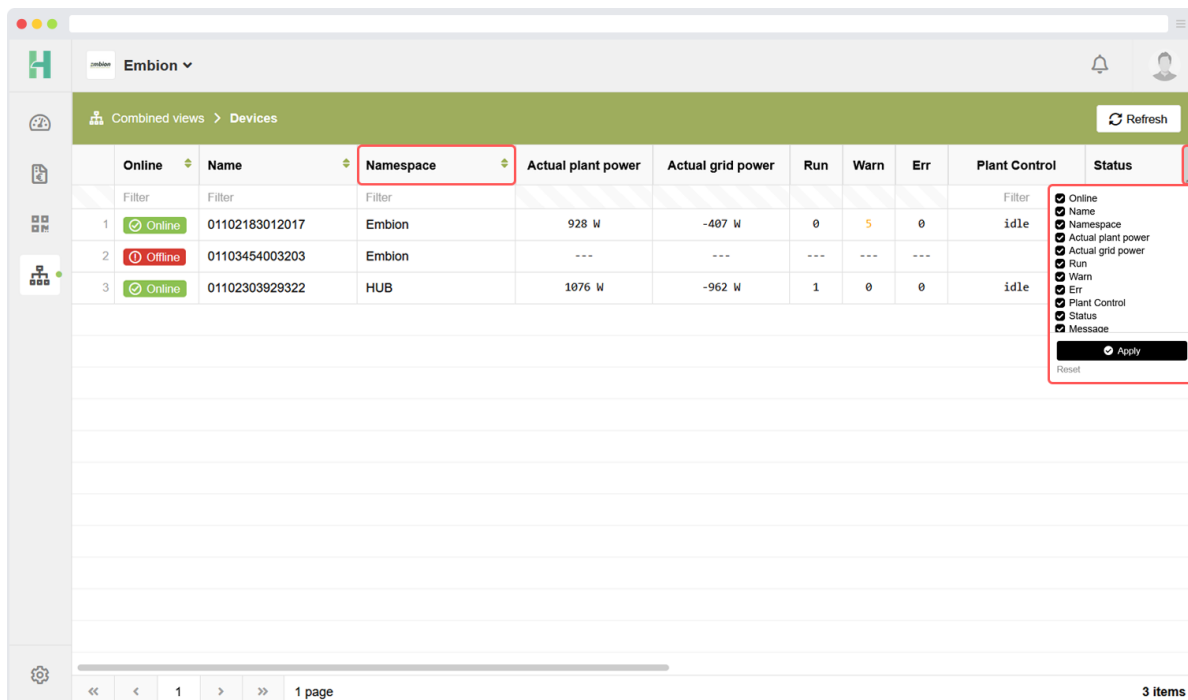 embion Embion
Combined views > Devices Refresh
Online Name Namespace Actual plant power Actual grid power Run Warn Err Plant Control Status
Filter Filter Filter Filter
1 Online 01102183012017 Embion 928 W -407 W 0 5 0 idle
2 Offline 01103454003203 Embion --- --- --- --- ---
3 Online 01102303929322 HUB 1076 W -962 W 1 0 0 idle
Online
Name
Namespace
Actual plant power
Actual grid power
Run
Warn
Err
Plant Control
Status
Message
Apply
Reset
<< < 1 > >> 1 page 3 items